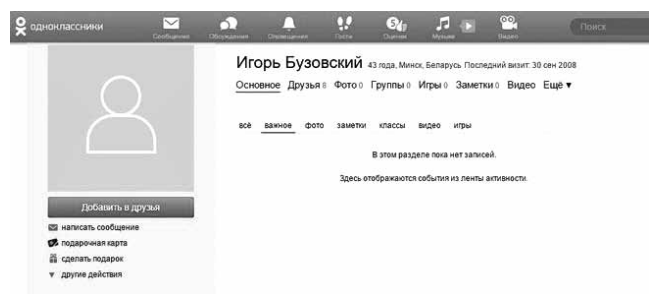 одноклассники
Сообщения Обсуждения Оповещения Гости Оценки Музыка Видео Поиск
Игорь Бузовский 43 года, Минск, Беларусь Последний визит: 30 сен 2008
Основное Друзья 8 Фото 0 Группы 0 Игры 0 Заметки 0 Видео Ещё ▼
всё важное фото заметки классы видео игры
В этом разделе пока нет записей.
Здесь отображаются события из ленты активности.
Добавить в друзья
написать сообщение
подарочная карта
сделать подарок
▼ другие действия